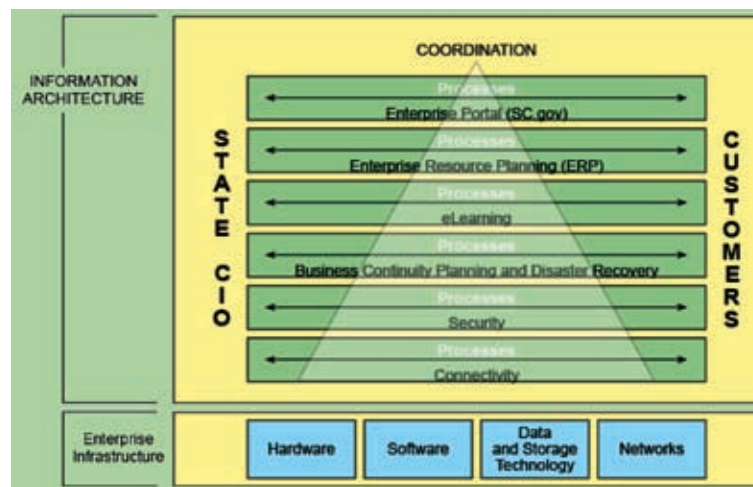 COORDINATION
INFORMATION
ARCHITECTURE
Processes
Enterprise Portal (SC.gov)
Processes
Enterprise Resource Planning (ERP)
Processes
eLearning
Processes
Business Continuity Planning and Disaster Recovery
Processes
Security
Processes
Connectivity
STATE CIO
CUSTOMERS
Enterprise
Infrastructure
Hardware
Software
Data
and Storage
Technology
Networks